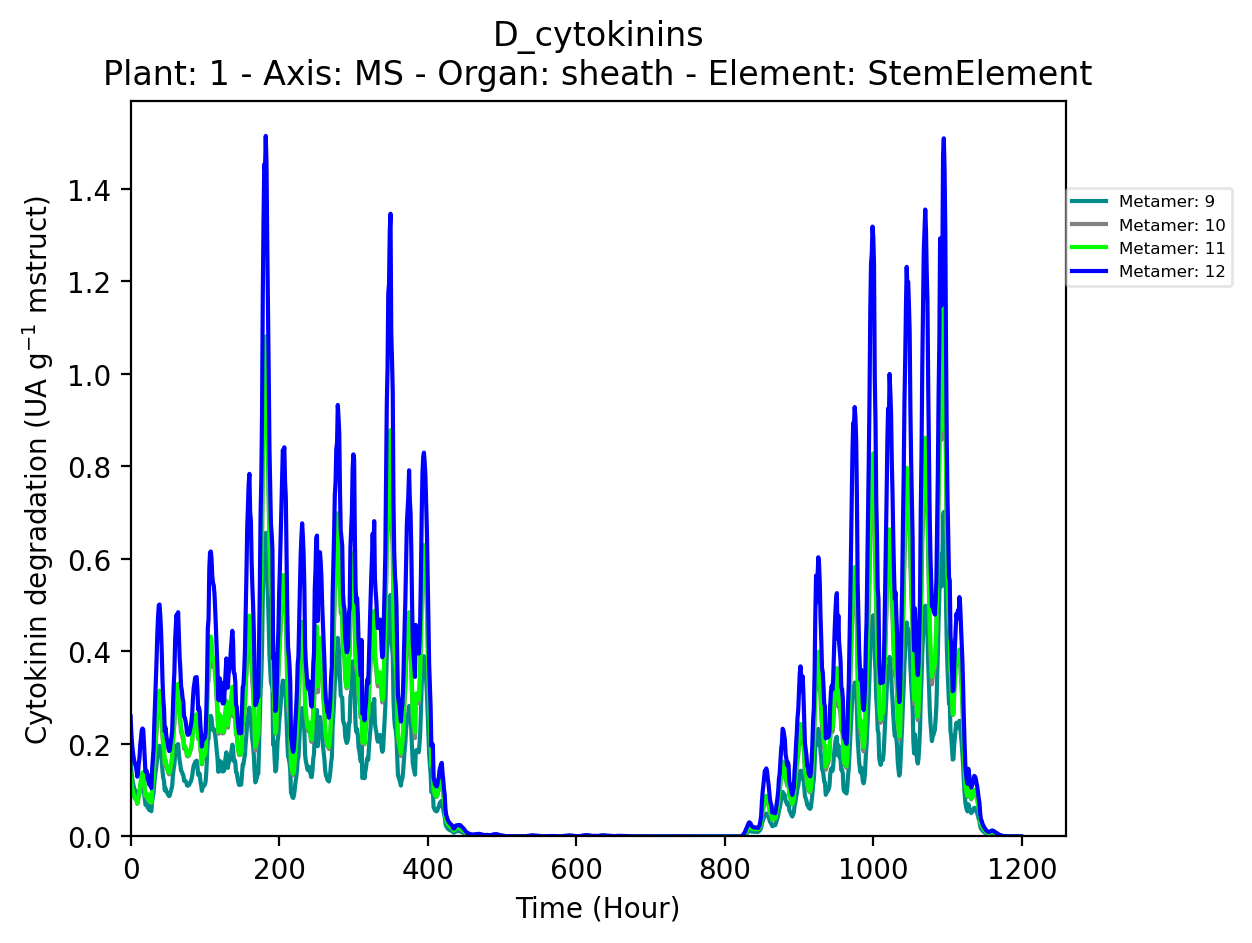 D_cytokinins
Plant: 1 - Axis: MS - Organ: sheath - Element: StemElement
Cytokinin degradation (UA g⁻¹ mstruct)
1.4
1.2
1.0
0.8
0.6
0.4
0.2
0.0
0 200 400 600 800 1000 1200
Time (Hour)
Metamer: 9
Metamer: 10
Metamer: 11
Metamer: 12